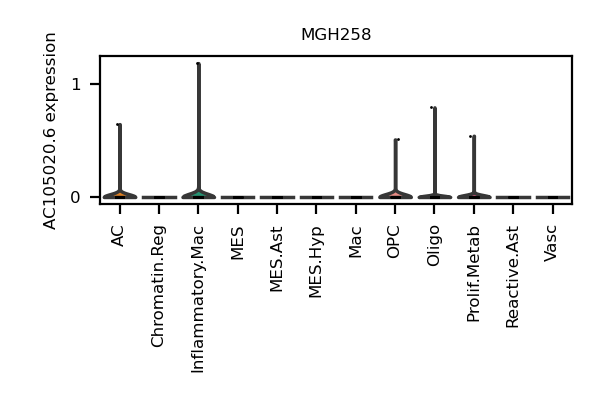 MGH258
AC105020.6 expression
1
0
AC
Chromatin.Reg
Inflammatory.Mac
MES
MES.Ast
MES.Hyp
Mac
OPC
Oligo
Prolif.Metab
Reactive.Ast
Vasc